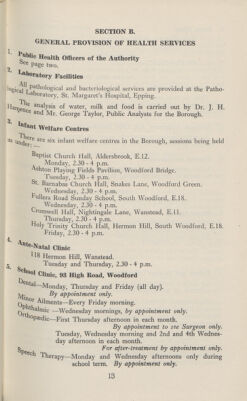 SECTION B.
GENERAL PROVISION OF HEALTH SERVICES
1. Public Health Officers of the Authority
See page two.
2. Laboratory Facilities
All pathological and bacteriological services are provided at the Patho-
logical Laboratory, St. Margaret's Hospital, Epping.
The analysis of water, milk and food is carried out by Dr. J. H.
and Mr. George Taylor, Public Analysts for the Borough.
3. Infant Welfare Centres
There are six infant welfare centres in the Borough, sessions being held
as under:—
Baptist Church Hall, Aldersbrook, E.12.
Monday, 2.30 - 4 p.m.
Ashton Playing Fields Pavilion, Woodford Bridge.
Tuesday, 2.30 - 4 p.m.
St. Barnabas Church Hall, Snakes Lane, Woodford Green.
Wednesday, 2.30 - 4 p.m.
Fullers Road Sunday School, South Woodford, E.18.
Wednesday, 2.30 - 4 p.m.
Cromwell Hall, Nightingale Lane, Wanstead, E.11.
Thursday, 2.30 - 4 p.m.
Holy Trinity Church Hall, Hermon Hill, South Woodford, E.18.
Friday, 2.30 - 4 p.m.
4. Ante-Natal Clinic
118 Hermon Hill, Wanstead.
Tuesday and Thursday, 2.30 - 4 p.m.
5. School Clinic, 93 High Road, Woodford
Dental—Monday, Thursday and Friday (all day).
By appointment only.
Minor Ailments—Every Friday morning.
Ophthalmic—Wednesday mornings, by appointment only.
Orthopædic—First Thursday afternoon in each month.
By appointment to see Surgeon only.
Tuesday, Wednesday morning and 2nd and 4th Wednes-
day afternoon in each month.
For after-treatment by appointment only.
Speech Therapy—Monday and Wednesday afternoons only during
school term. By appointment only.
13